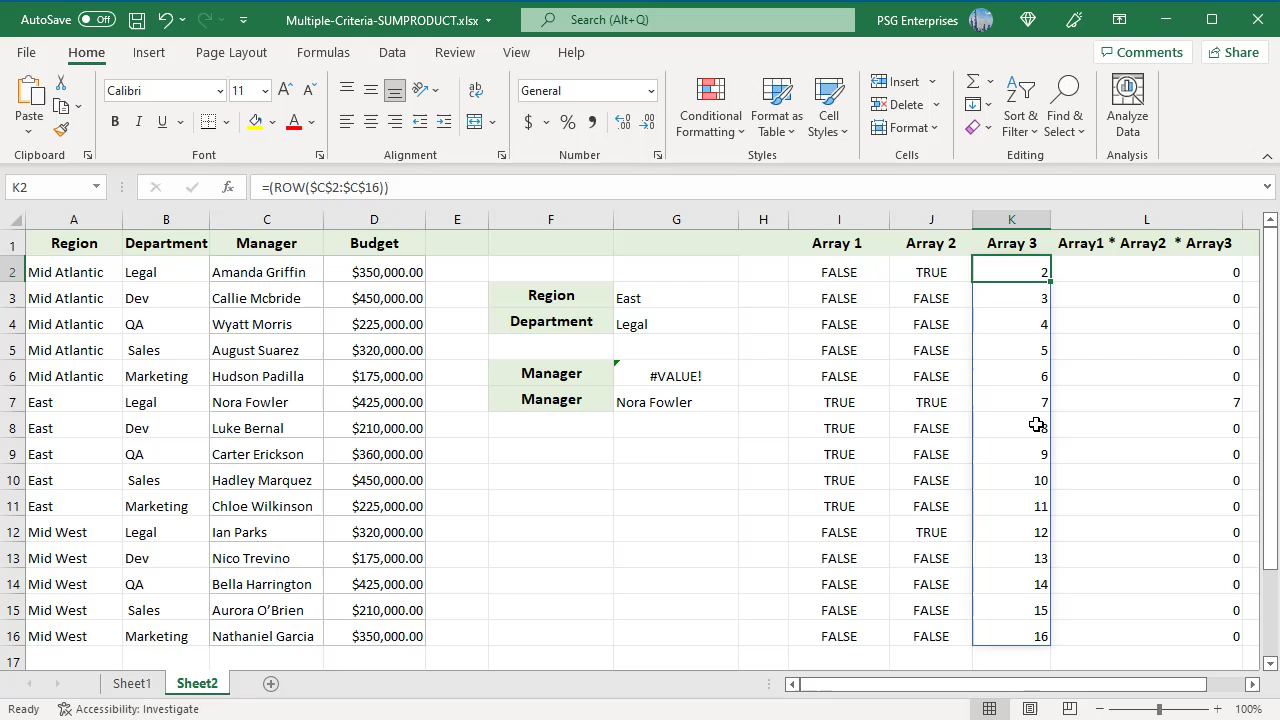 AutoSave Off Multiple-Criteria-SUMPRODUCT.xlsx Search (Alt+Q) PSG Enterprises
File Home Insert Page Layout Formulas Data Review View Help Comments Share
Paste Calibri 11 A A ab General Conditional Formatting Format as Table Cell Styles Insert Delete Format Sort & Filter Find & Select Analyze Data
B I U A $ % 9
Clipboard Font Alignment Number Styles Cells Editing Analysis
K2 fx =(ROW($C$2:$C$16))
A B C D E F G H I J K L
1 Region Department Manager Budget Array 1 Array 2 Array 3 Array1 * Array2 * Array3
2 Mid Atlantic Legal Amanda Griffin $350,000.00 FALSE TRUE 2 0
3 Mid Atlantic Dev Callie Mcbride $450,000.00 Region East FALSE FALSE 3 0
4 Mid Atlantic QA Wyatt Morris $225,000.00 Department Legal FALSE FALSE 4 0
5 Mid Atlantic Sales August Suarez $320,000.00 FALSE FALSE 5 0
6 Mid Atlantic Marketing Hudson Padilla $175,000.00 Manager #VALUE! FALSE FALSE 6 0
7 East Legal Nora Fowler $425,000.00 Manager Nora Fowler TRUE TRUE 7 7
8 East Dev Luke Bernal $210,000.00 TRUE FALSE 8 0
9 East QA Carter Erickson $360,000.00 TRUE FALSE 9 0
10 East Sales Hadley Marquez $450,000.00 TRUE FALSE 10 0
11 East Marketing Chloe Wilkinson $225,000.00 TRUE FALSE 11 0
12 Mid West Legal Ian Parks $320,000.00 FALSE TRUE 12 0
13 Mid West Dev Nico Trevino $175,000.00 FALSE FALSE 13 0
14 Mid West QA Bella Harrington $425,000.00 FALSE FALSE 14 0
15 Mid West Sales Aurora O’Brien $210,000.00 FALSE FALSE 15 0
16 Mid West Marketing Nathaniel Garcia $350,000.00 FALSE FALSE 16 0
17
Sheet1 Sheet2
Ready Accessibility: Investigate 100%